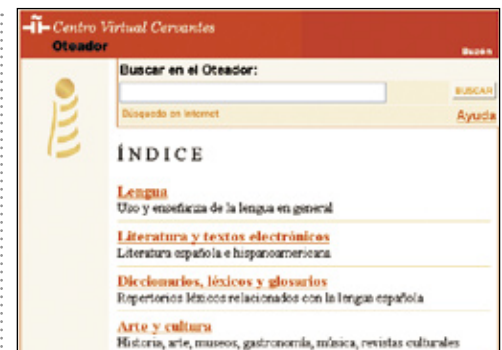 Centro Virtual Cervantes
Oteador
Buzón
Buscar en el Oteador:
BUSCAR
Búsqueda en internet
Ayuda
ÍNDICE
Lengua
Uso y enseñanza de la lengua en general
Literatura y textos electrónicos
Literatura española e hispanoamericana
Diccionarios, léxicos y glosarios
Repertorios léxicos relacionados con la lengua española
Arte y cultura
Historia, arte, museos, gastronomía, música, revistas culturales